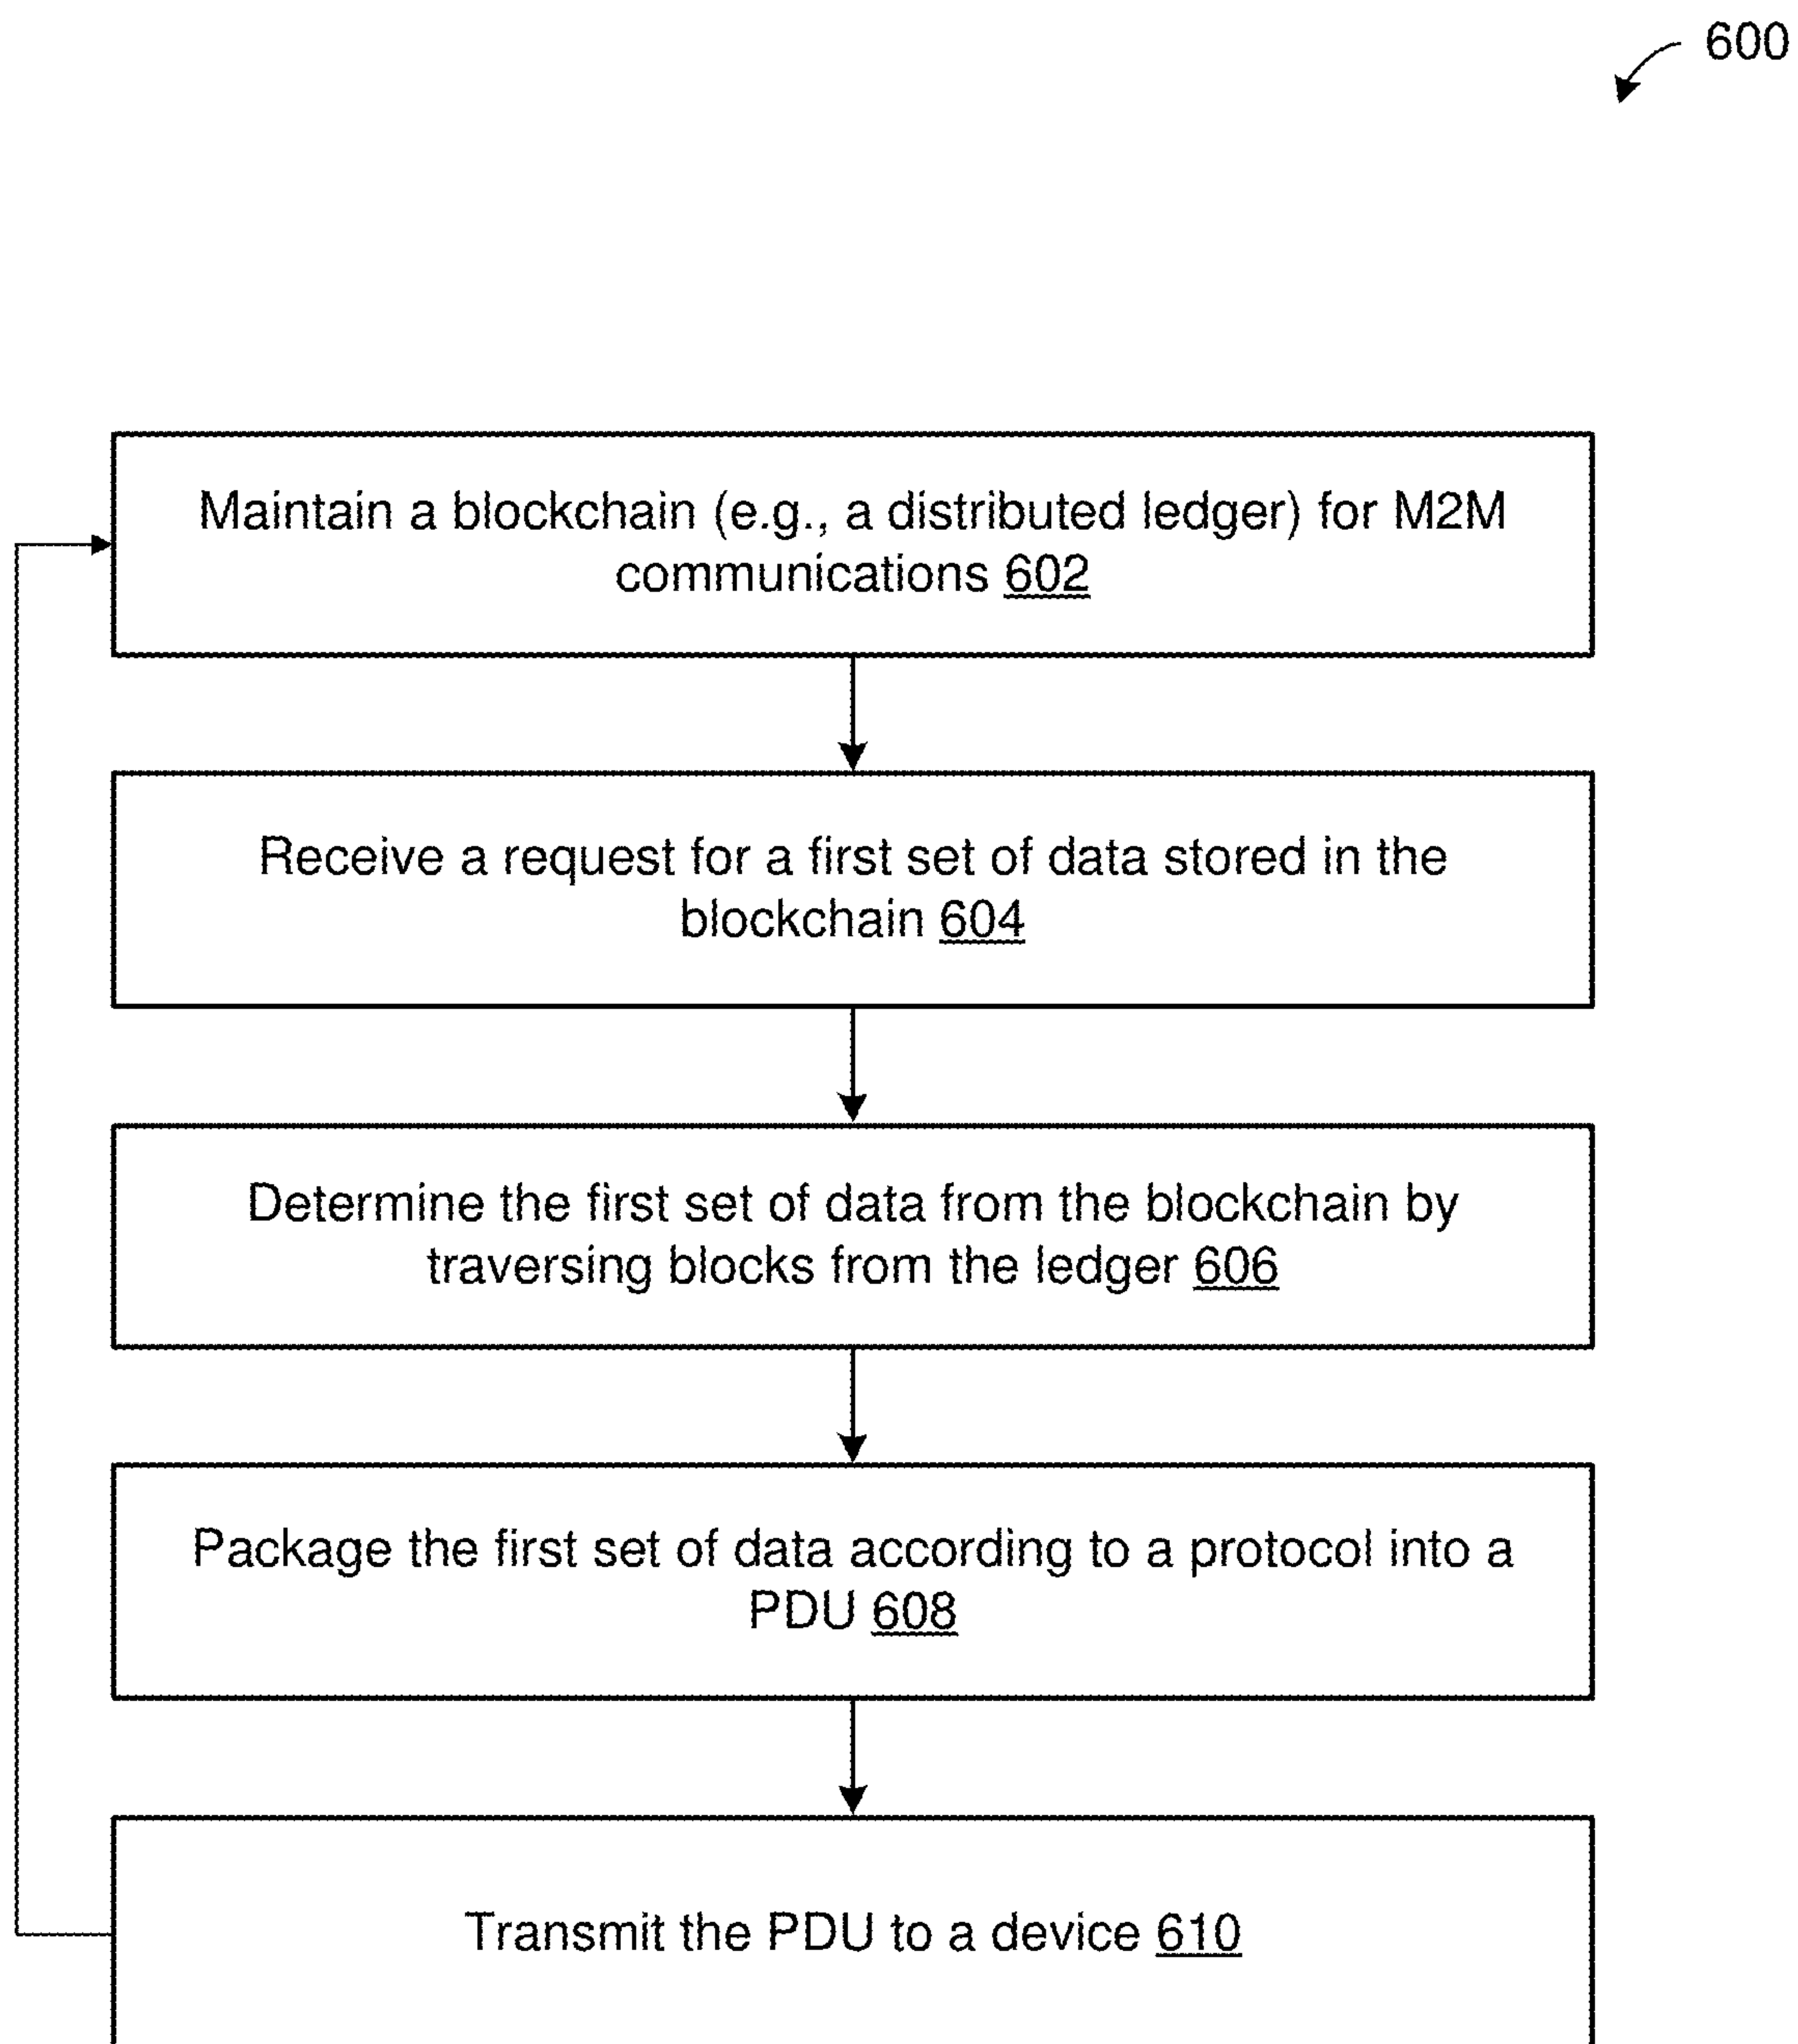 600
Maintain a blockchain (e.g., a distributed ledger) for M2M
communications 602
Receive a request for a first set of data stored in the
blockchain 604
Determine the first set of data from the blockchain by
traversing blocks from the ledger 606
Package the first set of data according to a protocol into a
PDU 608
Transmit the PDU to a device 610